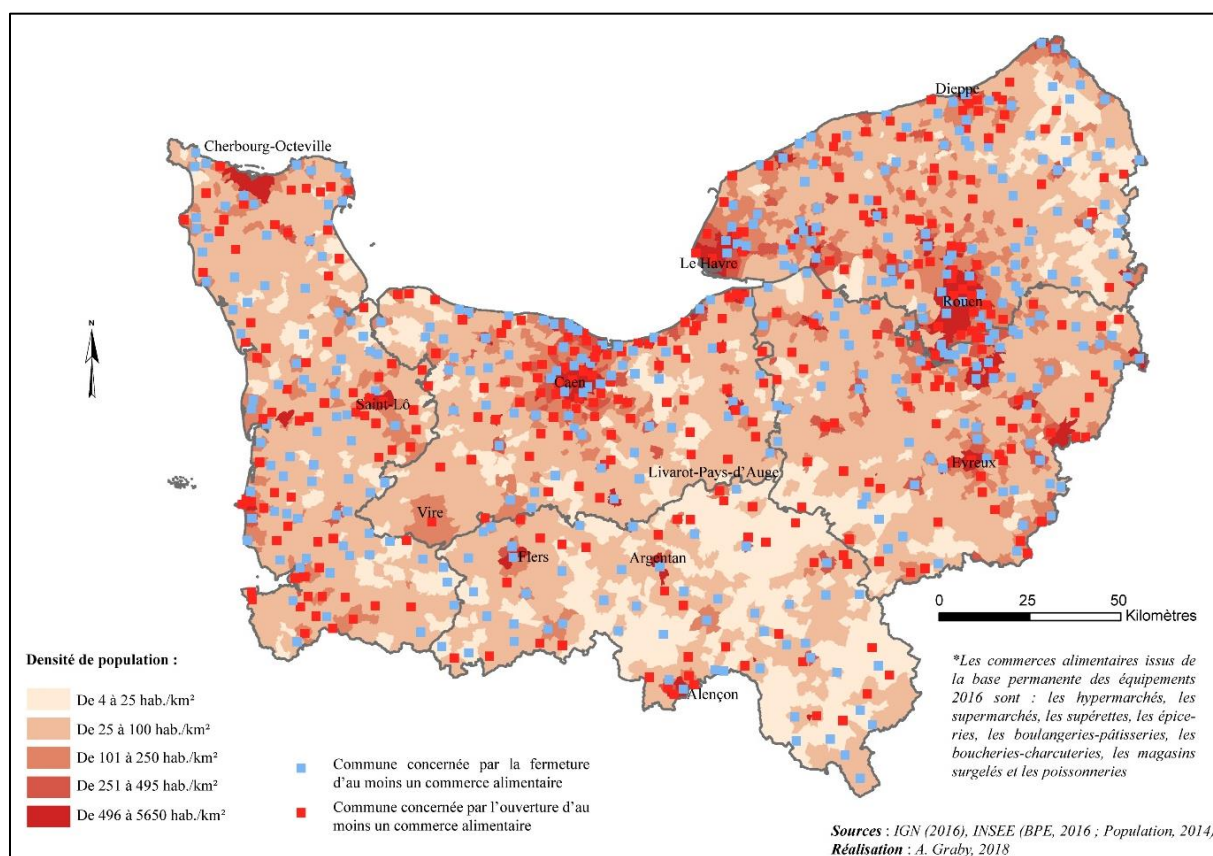 Dieppe
Cherbourg-Octeville
Le Havre
Rouen
N
Caen
Saint-Lô
Evreux
Livarot-Pays-d'Auge
Vire
Flers
Argentan
Alençon
0 25 50
Kilomètres
Densité de population :
De 4 à 25 hab./km²
De 25 à 100 hab./km²
De 101 à 250 hab./km²
De 251 à 495 hab./km²
De 496 à 5650 hab./km²
Commune concernée par la fermeture
d'au moins un commerce alimentaire
Commune concernée par l'ouverture d'au
moins un commerce alimentaire
*Les commerces alimentaires issus de
la base permanente des équipements
2016 sont : les hypermarchés, les
supermarchés, les supérettes, les épice-
ries, les boulangeries-pâtisseries, les
boucheries-charcuteries, les magasins
surgelés et les poissonneries
Sources : IGN (2016), INSEE (BPE, 2016 ; Population, 2014)
Réalisation : A. Graby, 2018